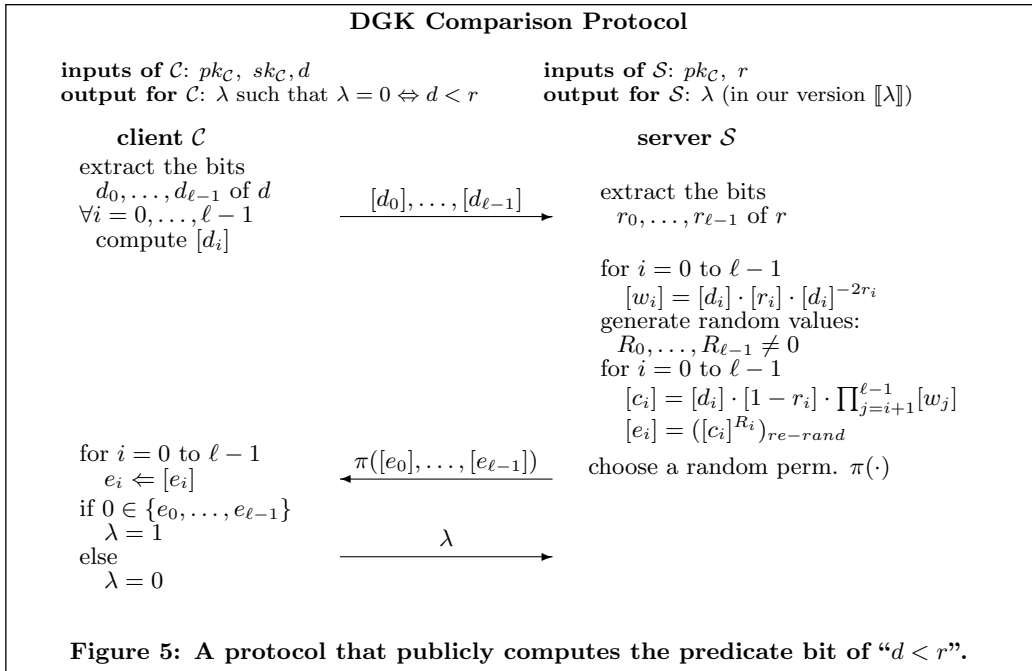 DGK Comparison Protocol
inputs of 𝒞: pk_𝒞, sk_𝒞, d
output for 𝒞: λ such that λ = 0 ⇔ d < r
inputs of 𝒮: pk_𝒞, r
output for 𝒮: λ (in our version ⟦λ⟧)
client 𝒞
extract the bits
d_0, . . . , d_{ℓ−1} of d
∀i = 0, . . . , ℓ − 1
compute [d_i]
[d_0], . . . , [d_{ℓ−1}]
server 𝒮
extract the bits
r_0, . . . , r_{ℓ−1} of r
for i = 0 to ℓ − 1
[w_i] = [d_i] · [r_i] · [d_i]^{−2r_i}
generate random values:
R_0, . . . , R_{ℓ−1} ≠ 0
for i = 0 to ℓ − 1
[c_i] = [d_i] · [1 − r_i] · ∏_{j=i+1}^{ℓ−1}[w_j]
[e_i] = ([c_i]^{R_i})_{re−rand}
choose a random perm. π(·)
π([e_0], . . . , [e_{ℓ−1}])
for i = 0 to ℓ − 1
e_i ⇐ [e_i]
if 0 ∈ {e_0, . . . , e_{ℓ−1}}
λ = 1
else
λ = 0
λ
Figure 5: A protocol that publicly computes the predicate bit of “d < r”.